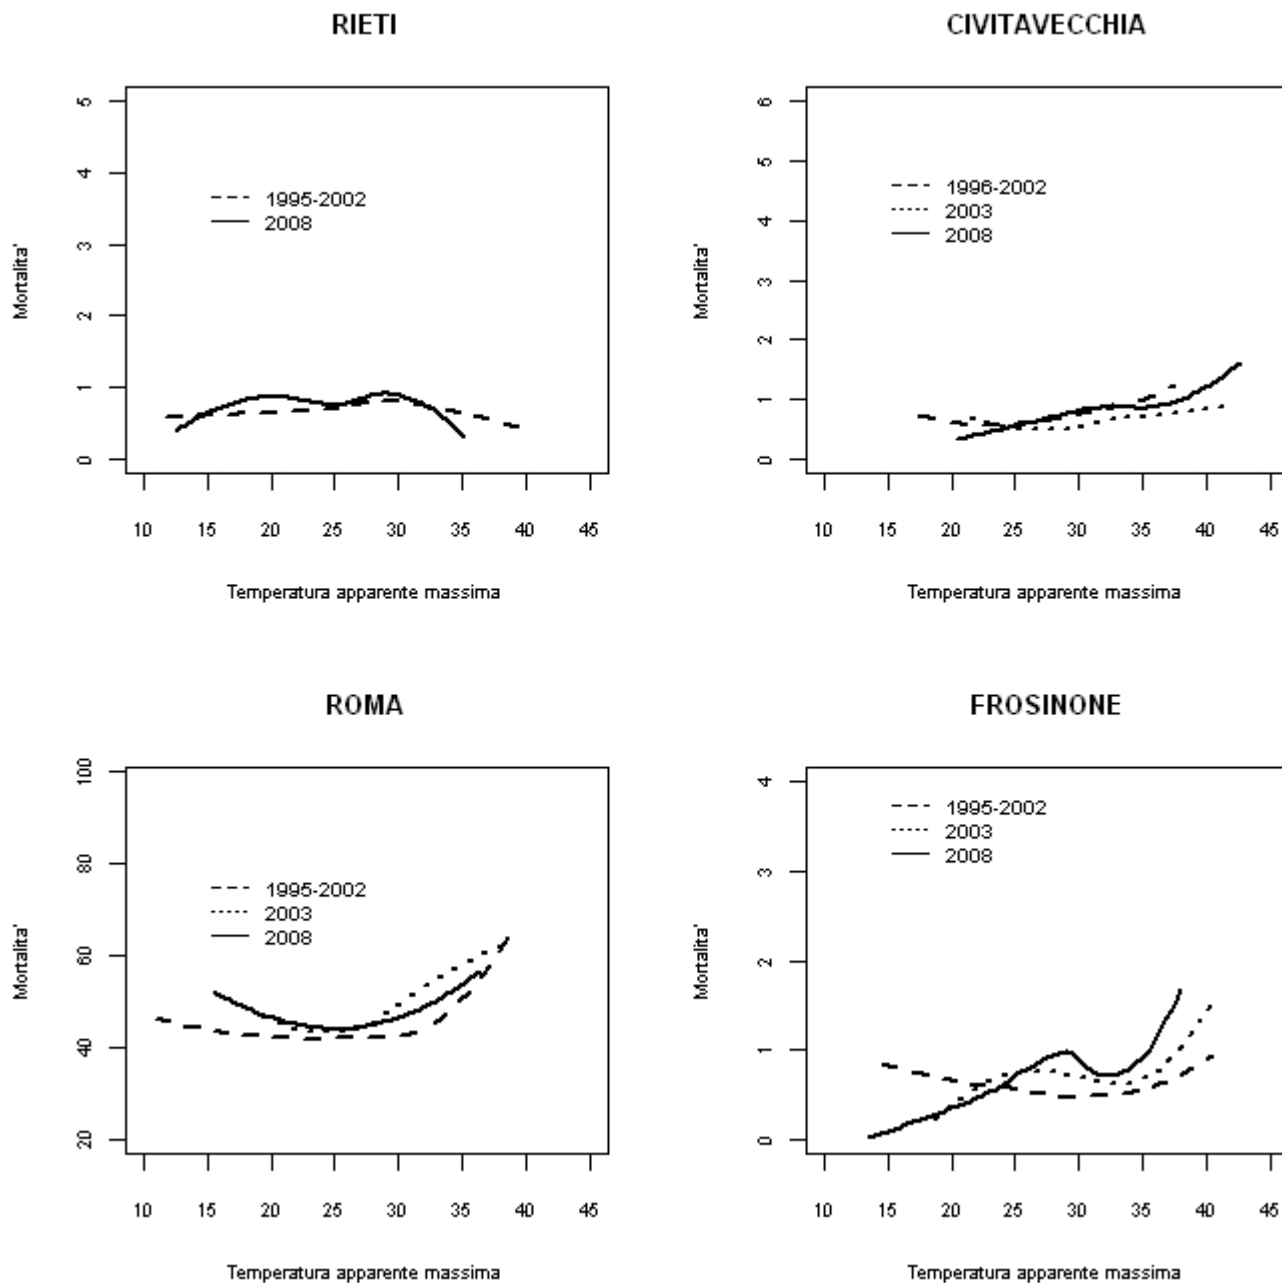 RIETI
Mortalita'
5
4
3
2
1
0
1995-2002
2008
10 15 20 25 30 35 40 45
Temperatura apparente massima
CIVITAVECCHIA
Mortalita'
6
5
4
3
2
1
0
1996-2002
2003
2008
10 15 20 25 30 35 40 45
Temperatura apparente massima
ROMA
Mortalita'
100
80
60
40
20
1995-2002
2003
2008
10 15 20 25 30 35 40 45
Temperatura apparente massima
FROSINONE
Mortalita'
4
3
2
1
0
1995-2002
2003
2008
10 15 20 25 30 35 40 45
Temperatura apparente massima